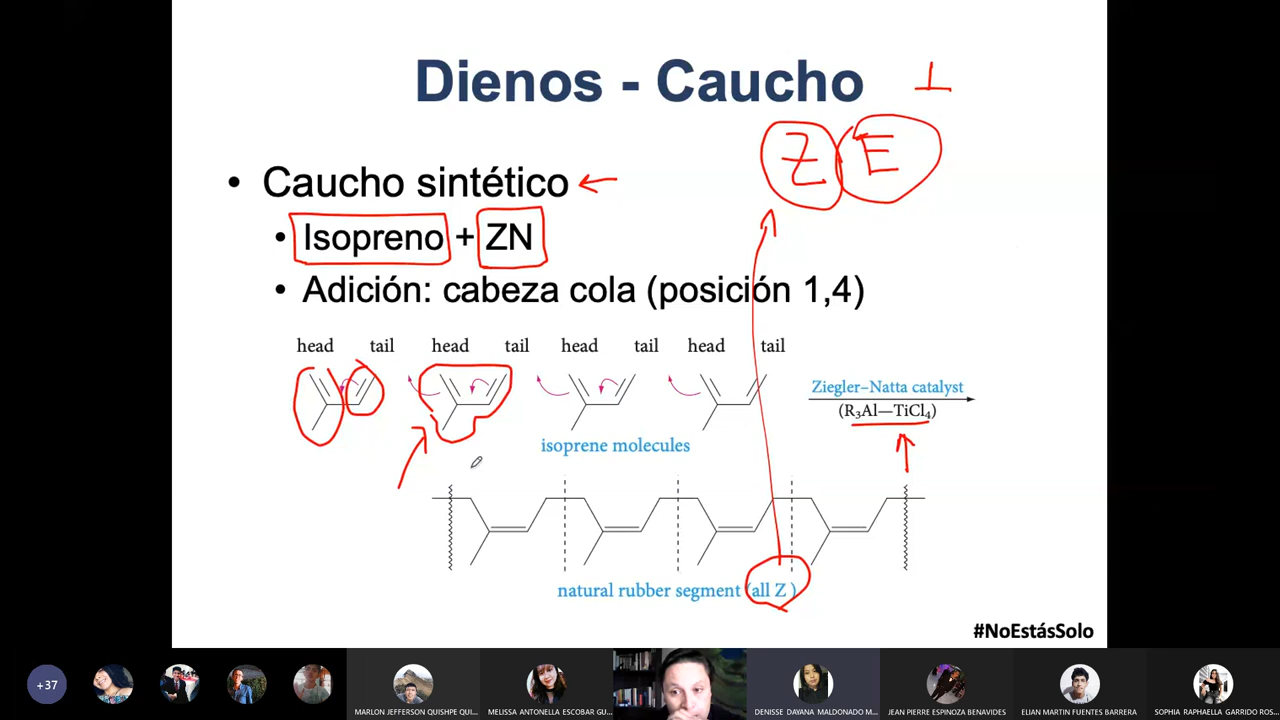 Dienos - Caucho
⊥
Z E
• Caucho sintético ←
• Isopreno + ZN
• Adición: cabeza cola (posición 1,4)
head tail head tail head tail head tail
Ziegler–Natta catalyst
(R₃Al—TiCl₄)
isoprene molecules
natural rubber segment (all Z )
#NoEstásSolo
+37
MARLON JEFFERSON QUISHPE QUI...
MELISSA ANTONELLA ESCOBAR GU...
DENISSE DAYANA MALDONADO M...
JEAN PIERRE ESPINOZA BENAVIDES
ELIAN MARTIN FUENTES BARRERA
SOPHIA RAPHAELLA GARRIDO ROS...